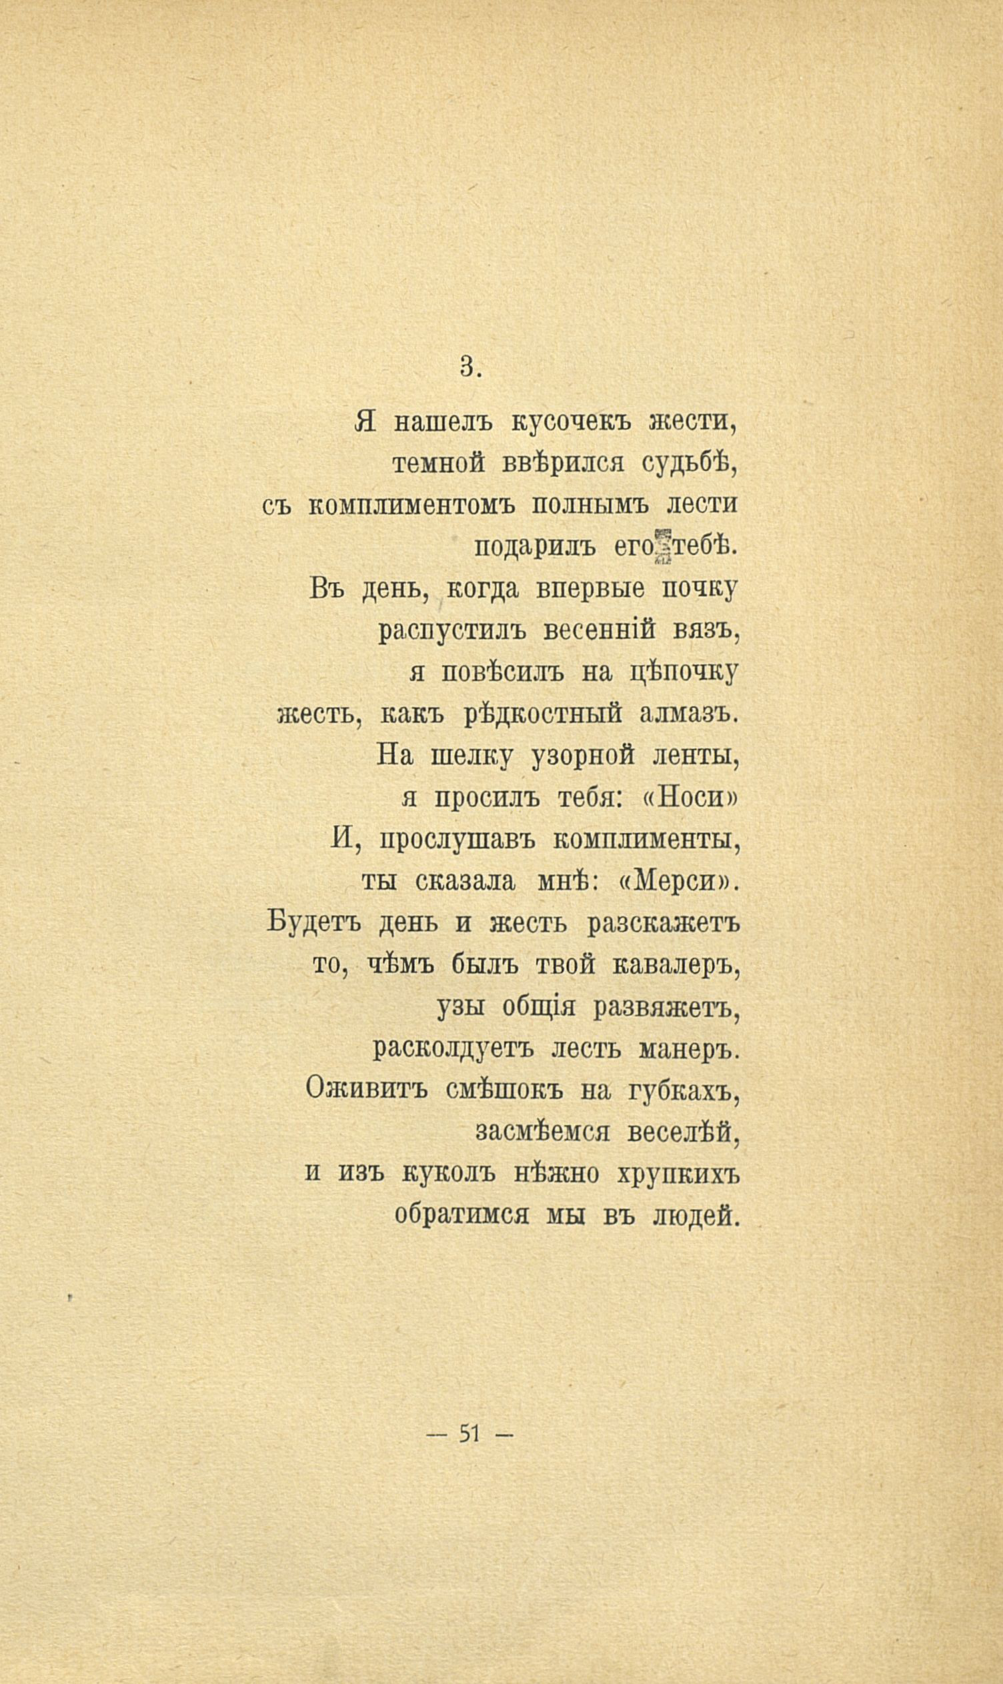 3.
Я нашелъ кусочекъ жести,
темной ввѣрился судьбѣ,
съ комплиментомъ полнымъ лести
подарилъ его тебѣ.
Въ день, когда впервые почку
распустилъ весенній вязъ,
я повѣсилъ на цѣпочку
жесть, какъ рѣдкостный алмазъ.
На шелку узорной ленты,
я просилъ тебя: «Носи»
И, прослушавъ комплименты,
ты сказала мнѣ: «Мерси».
Будетъ день и жесть разскажетъ
то, чѣмъ былъ твой кавалеръ,
узы общія развяжетъ,
расколдуетъ лесть манеръ.
Оживитъ смѣшокъ на губкахъ,
засмѣемся веселѣй,
и изъ куколъ нѣжно хрупкихъ
обратимся мы въ людей.
— 51 —